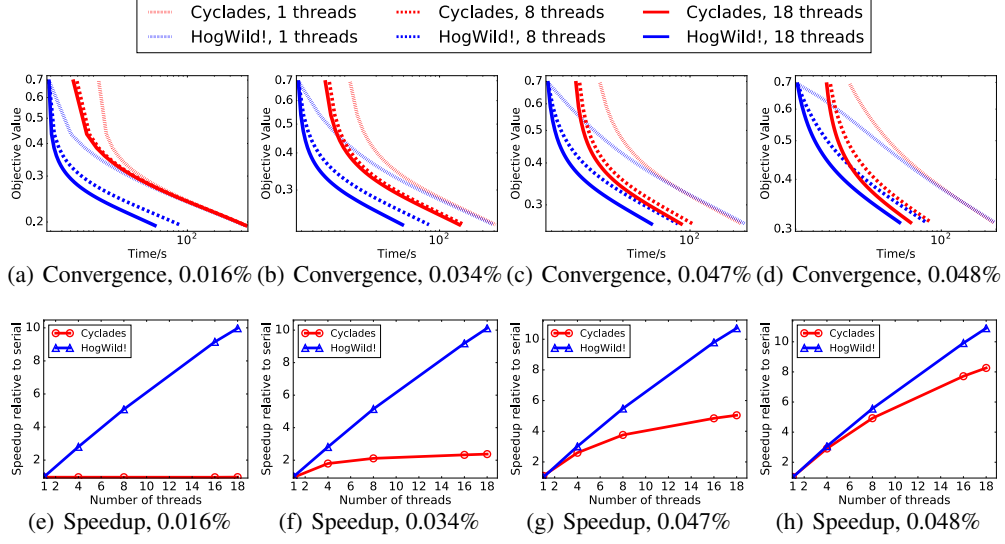 Cyclades, 1 threads Cyclades, 8 threads Cyclades, 18 threads
HogWild!, 1 threads HogWild!, 8 threads HogWild!, 18 threads
0.7
0.6
0.5
0.4
0.3
0.2
Objective Value
10²
Time/s
0.7
0.6
0.5
0.4
0.3
Objective Value
10²
Time/s
0.7
0.6
0.5
0.4
0.3
Objective Value
10²
Time/s
0.7
0.6
0.5
0.4
0.3
Objective Value
10²
Time/s
(a) Convergence, 0.016% (b) Convergence, 0.034% (c) Convergence, 0.047% (d) Convergence, 0.048%
10
8
6
4
2
Speedup relative to serial
Cyclades
HogWild!
1 2 4 6 8 10 12 14 16 18
Number of threads
10
8
6
4
2
Speedup relative to serial
Cyclades
HogWild!
1 2 4 6 8 10 12 14 16 18
Number of threads
10
8
6
4
2
Speedup relative to serial
Cyclades
HogWild!
1 2 4 6 8 10 12 14 16 18
Number of threads
10
8
6
4
2
Speedup relative to serial
Cyclades
HogWild!
1 2 4 6 8 10 12 14 16 18
Number of threads
(e) Speedup, 0.016% (f) Speedup, 0.034% (g) Speedup, 0.047% (h) Speedup, 0.048%